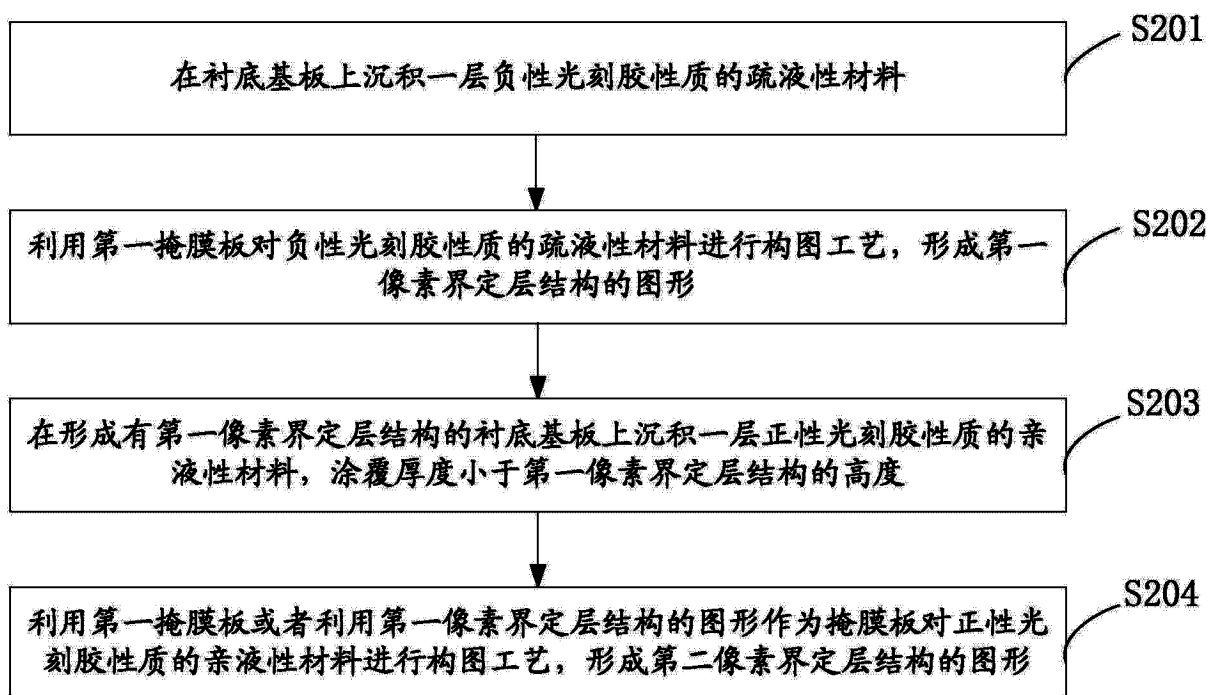 S201
在衬底基板上沉积一层负性光刻胶性质的疏液性材料
S202
利用第一掩膜板对负性光刻胶性质的疏液性材料进行构图工艺，形成第一
像素界定层结构的图形
S203
在形成有第一像素界定层结构的衬底基板上沉积一层正性光刻胶性质的亲
液性材料，涂覆厚度小于第一像素界定层结构的高度
S204
利用第一掩膜板或者利用第一像素界定层结构的图形作为掩膜板对正性光
刻胶性质的亲液性材料进行构图工艺，形成第二像素界定层结构的图形